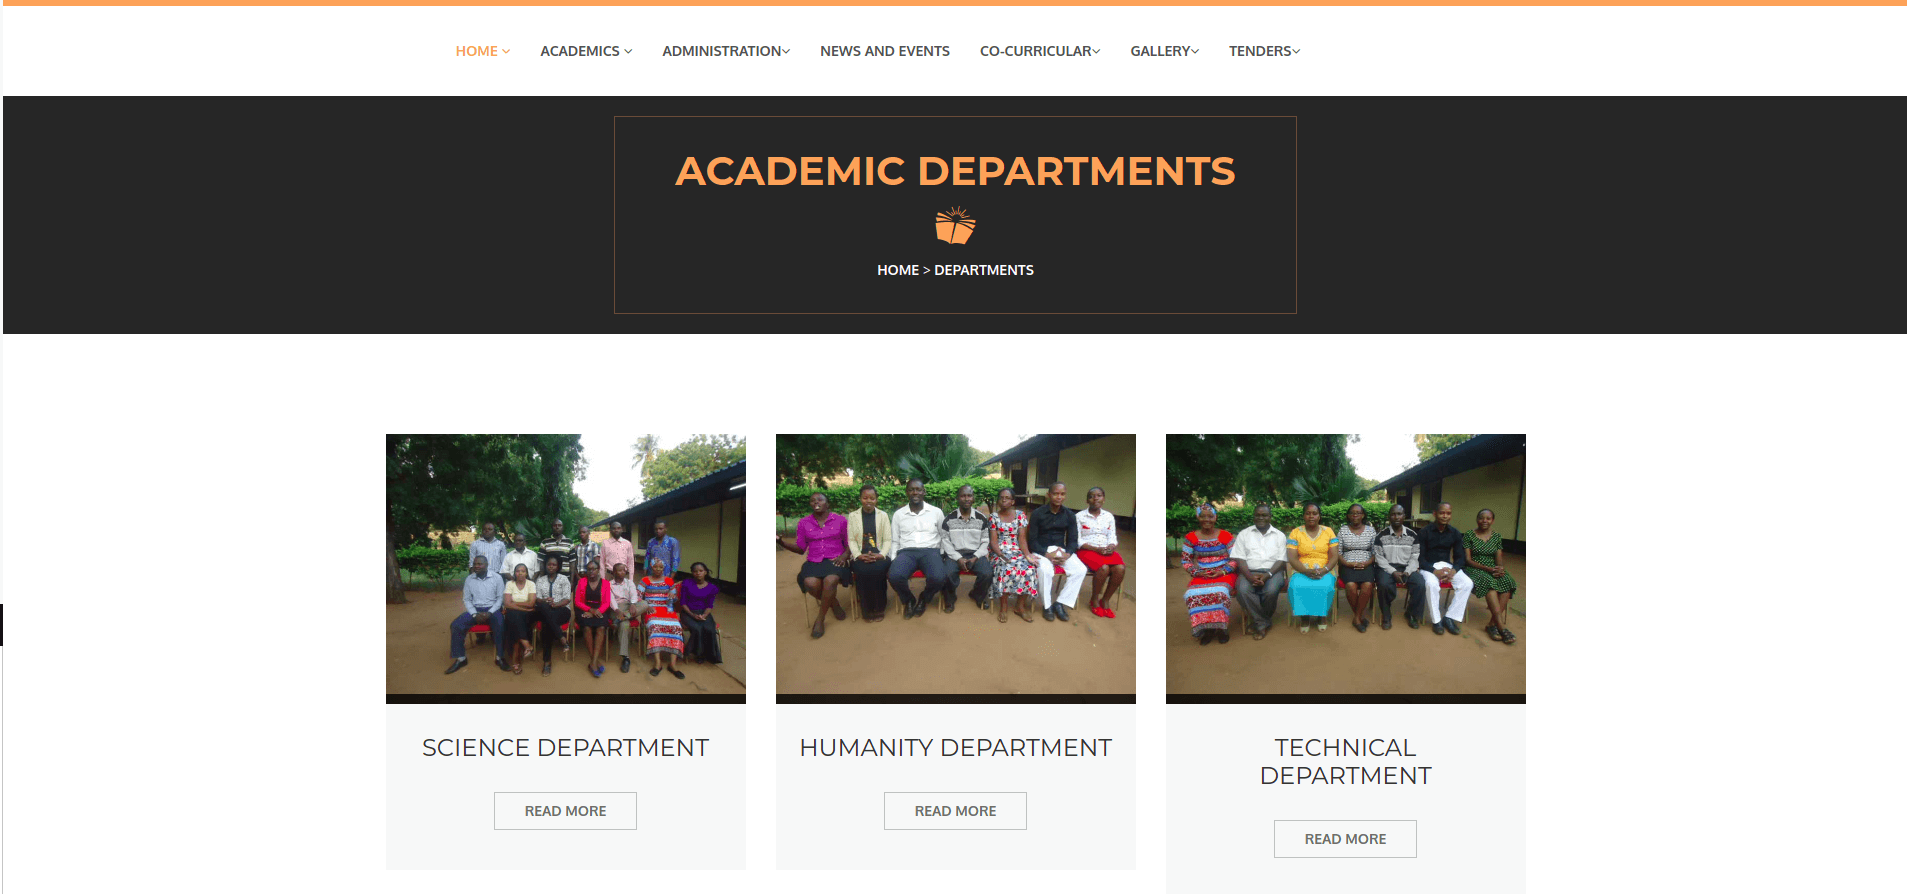 HOME ACADEMICS ADMINISTRATION NEWS AND EVENTS CO-CURRICULAR GALLERY TENDERS
ACADEMIC DEPARTMENTS
HOME > DEPARTMENTS
SCIENCE DEPARTMENT
READ MORE
HUMANITY DEPARTMENT
READ MORE
TECHNICAL
DEPARTMENT
READ MORE